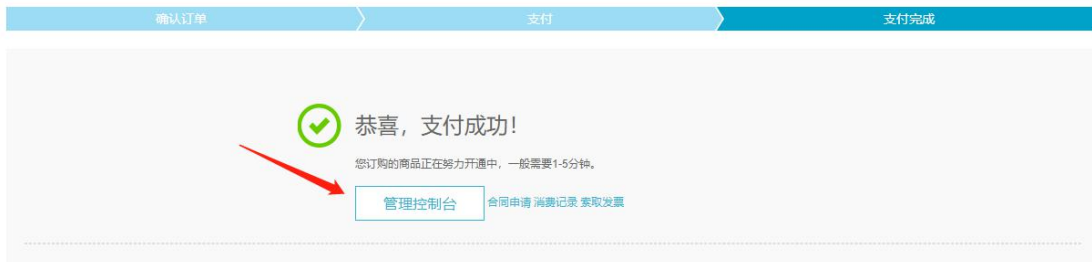 确认订单 支付 支付完成
恭喜，支付成功！
您订购的商品正在努力开通中，一般需要1-5分钟。
管理控制台 合同申请 消费记录 索取发票